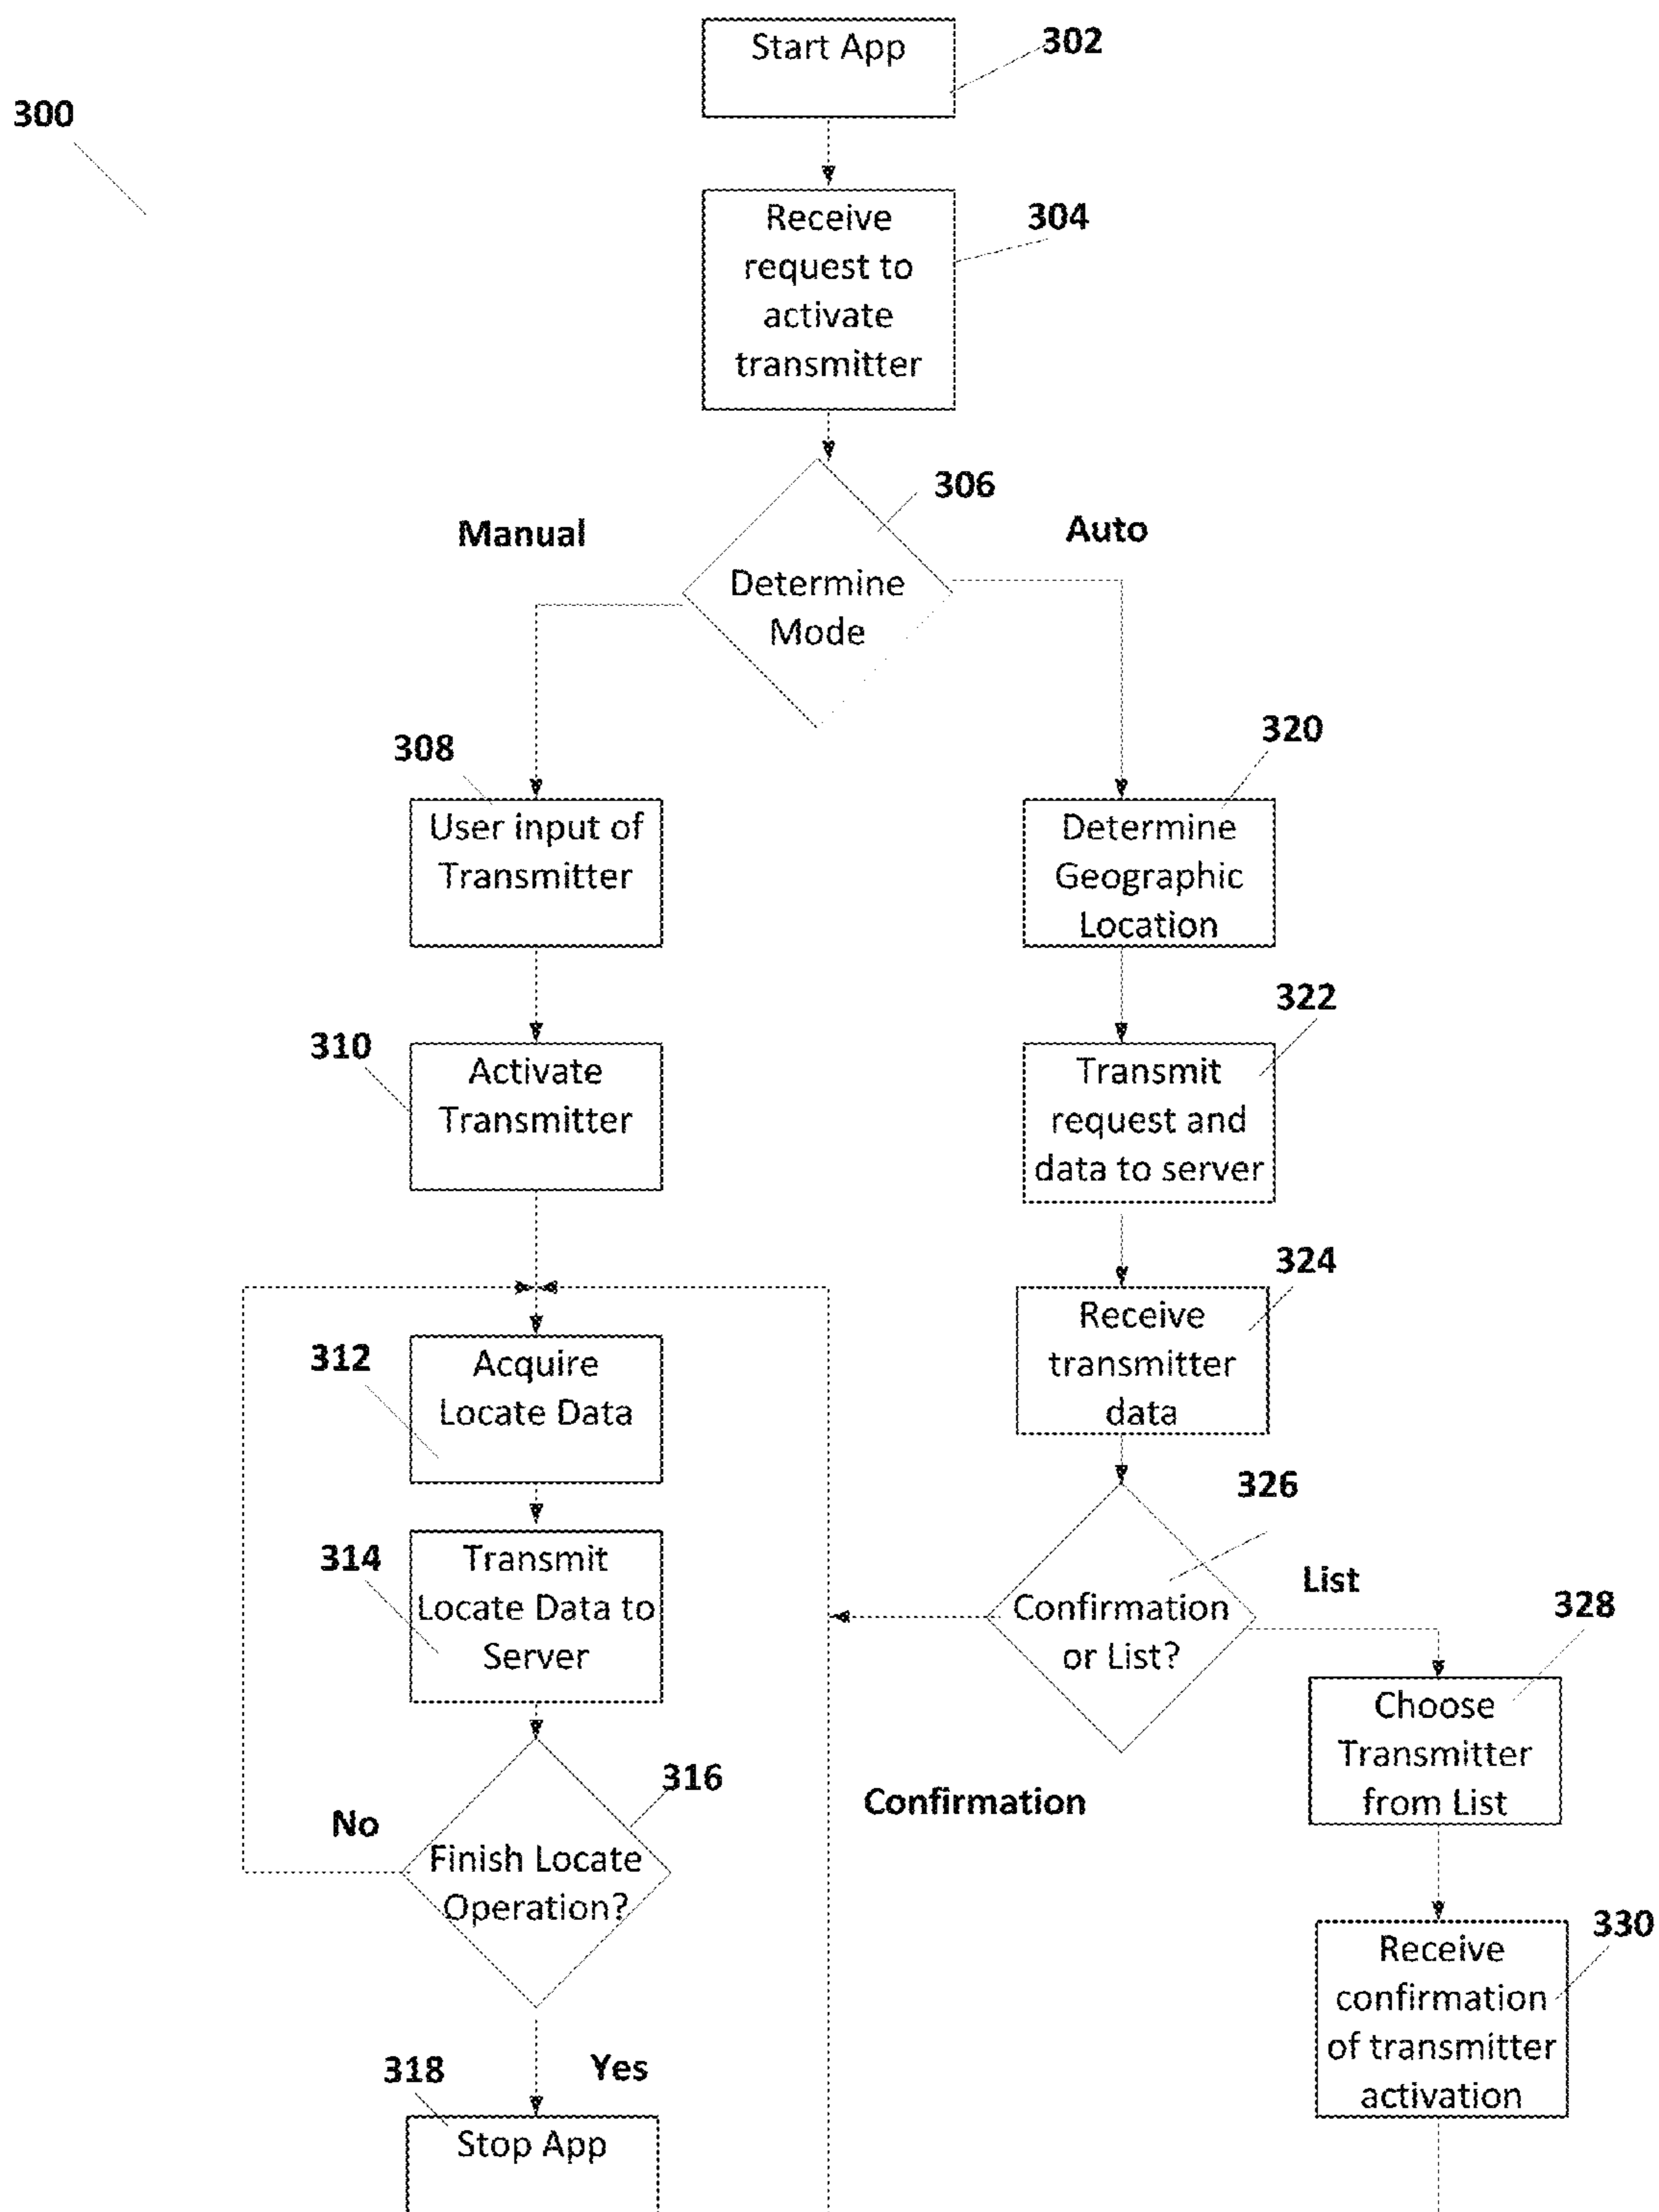 Start App
302
300
Receive
request to
activate
transmitter
304
306
Manual
Auto
Determine
Mode
308
320
User input of
Transmitter
Determine
Geographic
Location
322
310
Activate
Transmitter
Transmit
request and
data to server
324
Receive
transmitter
data
312
Acquire
Locate Data
326
314
Transmit
Locate Data to
Server
List
Confirmation
or List?
328
Choose
Transmitter
from List
316
Confirmation
No
Finish Locate
Operation?
330
Receive
confirmation
of transmitter
activation
318
Yes
Stop App